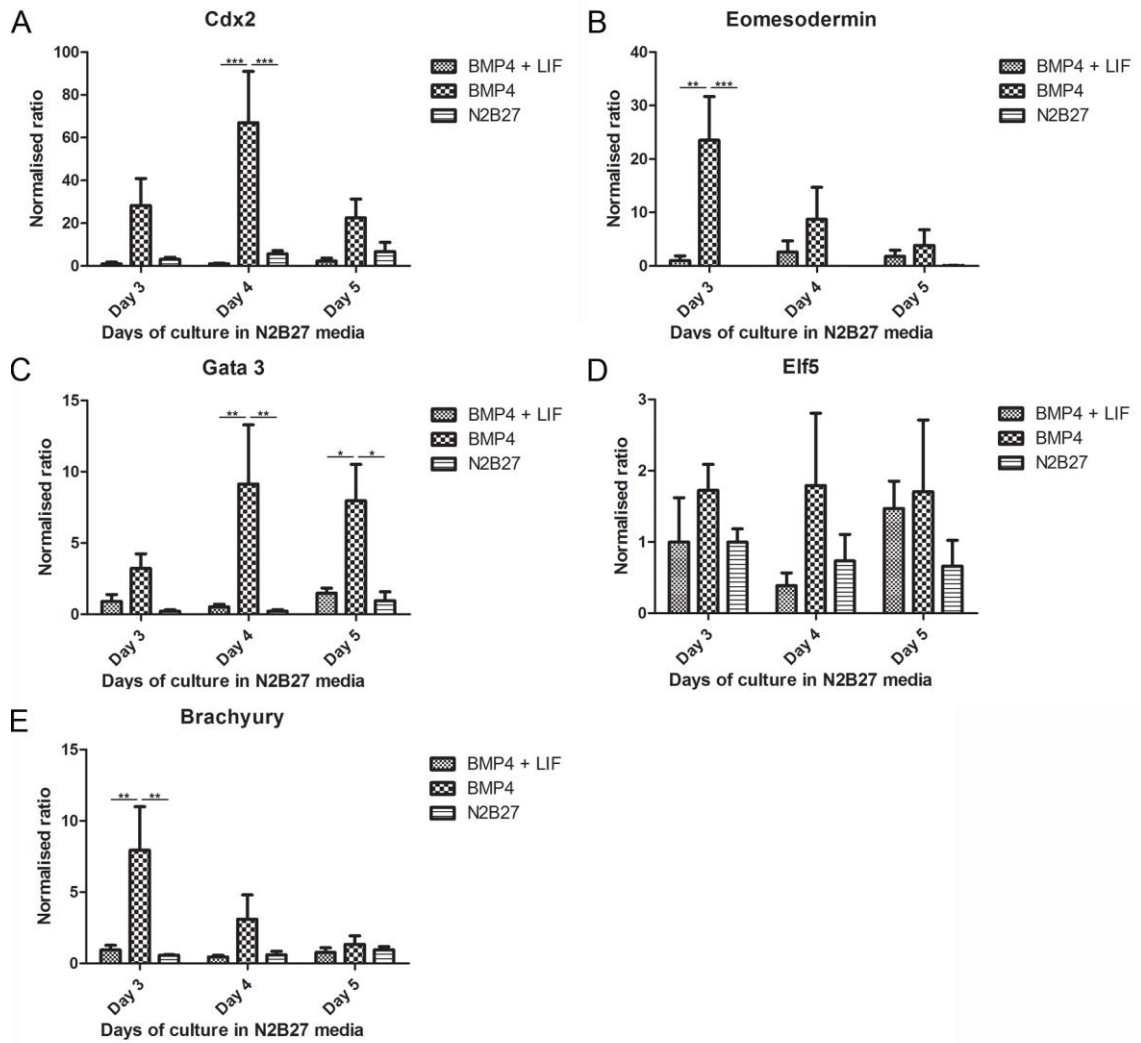 A
Cdx2
Normalised ratio
100
80
60
40
20
0
*** ***
Day 3
Day 4
Day 5
Days of culture in N2B27 media
BMP4 + LIF
BMP4
N2B27
B
Eomesodermin
Normalised ratio
40
30
20
10
0
** ***
Day 3
Day 4
Day 5
Days of culture in N2B27 media
BMP4 + LIF
BMP4
N2B27
C
Gata 3
Normalised ratio
15
10
5
0
** **
* *
Day 3
Day 4
Day 5
Days of culture in N2B27 media
BMP4 + LIF
BMP4
N2B27
D
Elf5
Normalised ratio
3
2
1
0
Day 3
Day 4
Day 5
Days of culture in N2B27 media
BMP4 + LIF
BMP4
N2B27
E
Brachyury
Normalised ratio
15
10
5
0
** **
Day 3
Day 4
Day 5
Days of culture in N2B27 media
BMP4 + LIF
BMP4
N2B27